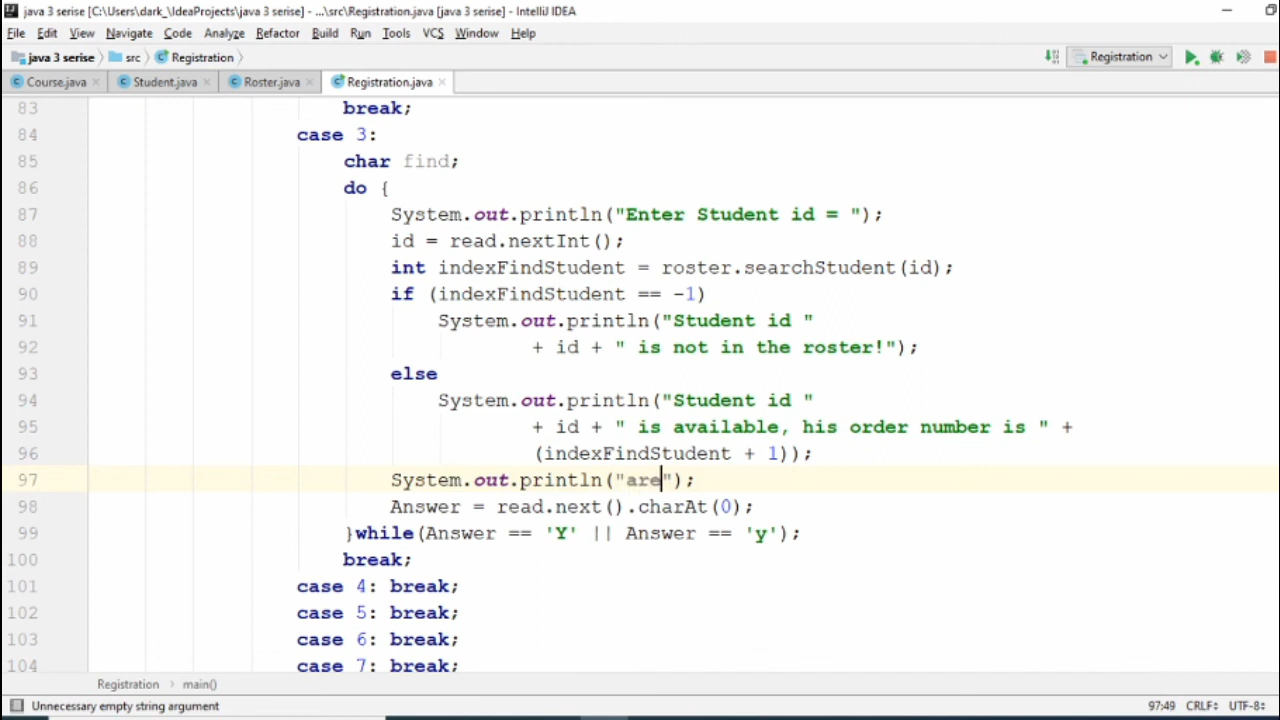 java 3 serise [C:\Users\dark_\IdeaProjects\java 3 serise] - ...\src\Registration.java [java 3 serise] - IntelliJ IDEA
File Edit View Navigate Code Analyze Refactor Build Run Tools VCS Window Help
java 3 serise src Registration Registration
Course.java Student.java Roster.java Registration.java
83 break;
84 case 3:
85 char find;
86 do {
87 System.out.println("Enter Student id = ");
88 id = read.nextInt();
89 int indexFindStudent = roster.searchStudent(id);
90 if (indexFindStudent == -1)
91 System.out.println("Student id "
92 + id + " is not in the roster!");
93 else
94 System.out.println("Student id "
95 + id + " is available, his order number is " +
96 (indexFindStudent + 1));
97 System.out.println("are");
98 Answer = read.next().charAt(0);
99 }while(Answer == 'Y' || Answer == 'y');
100 break;
101 case 4: break;
102 case 5: break;
103 case 6: break;
104 case 7: break;
Registration main()
Unnecessary empty string argument 97:49 CRLF UTF-8